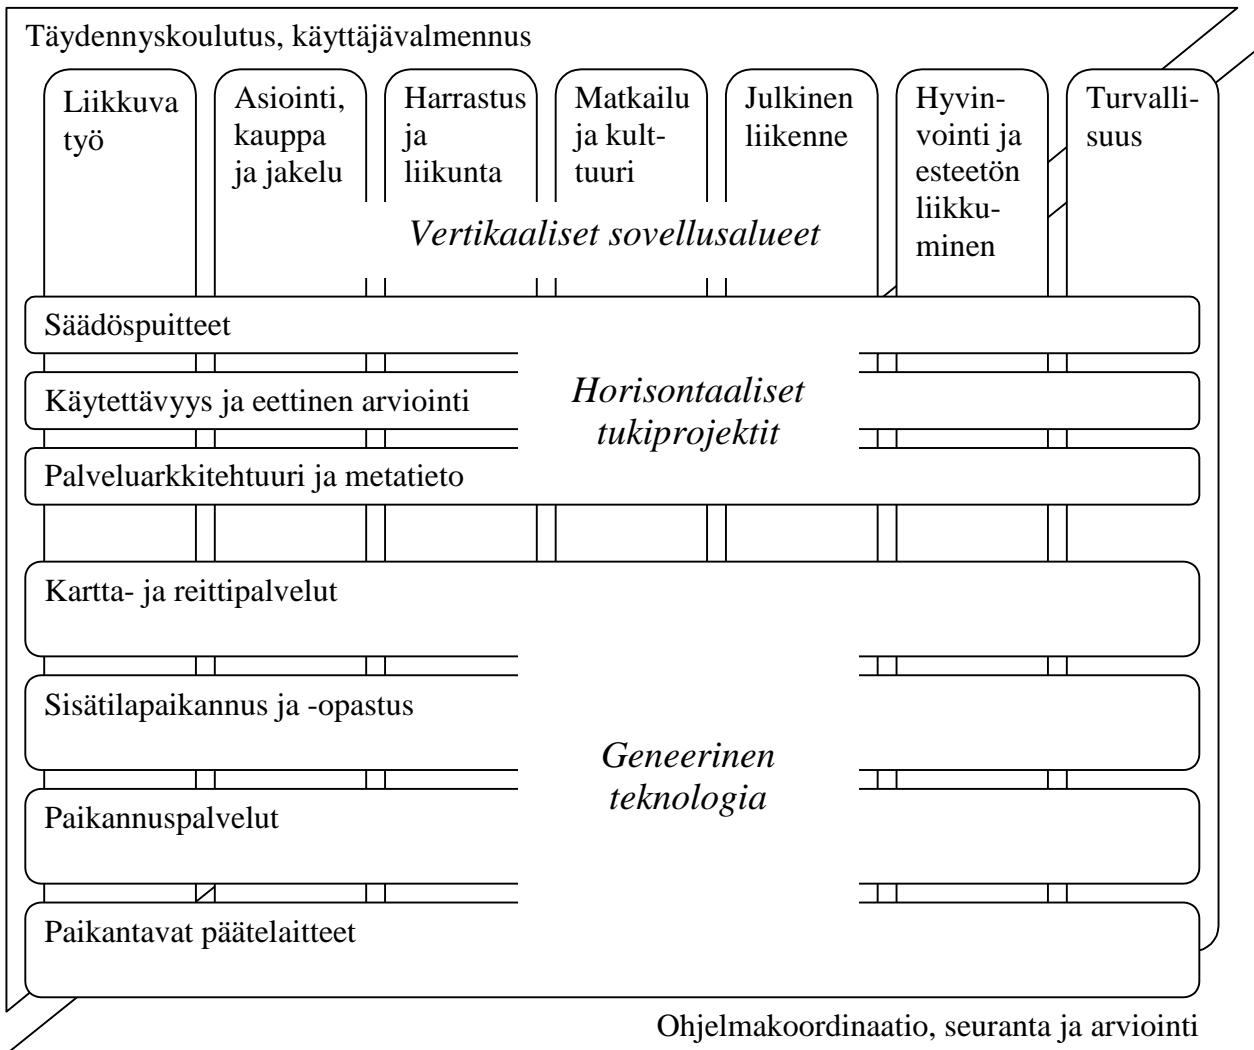 Täydennyskoulutus, käyttäjävalmennus
Liikkuva
työ
Asiointi,
kauppa
ja jakelu
Harrastus
ja
liikunta
Matkailu
ja kult-
tuuri
Julkinen
liikenne
Hyvin-
vointi ja
esteetön
liikku-
minen
Turvalli-
suus
Vertikaaliset sovellusalueet
Säädöspuitteet
Käytettävyys ja eettinen arviointi
Palveluarkkitehtuuri ja metatieto
Horisontaaliset
tukiprojektit
Kartta- ja reittipalvelut
Sisätilapaikannus ja -opastus
Paikannuspalvelut
Paikantavat päätelaitteet
Geneerinen
teknologia
Ohjelmakoordinaatio, seuranta ja arviointi